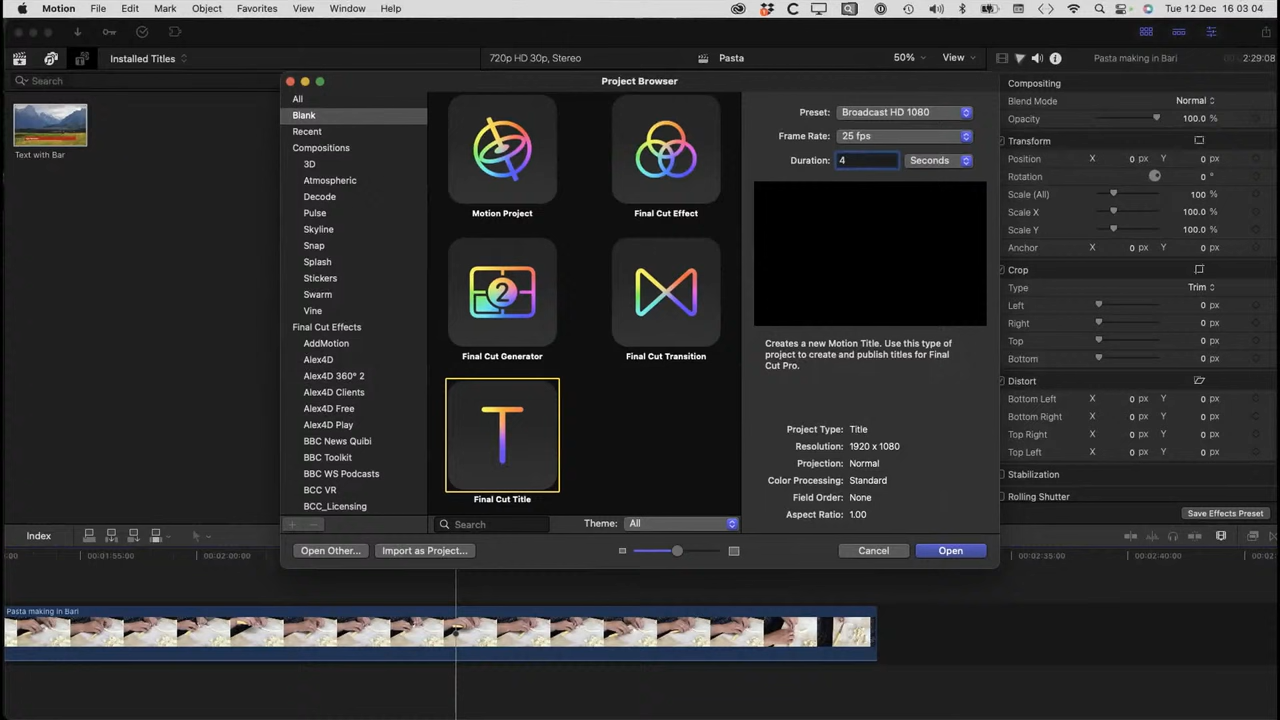 Motion File Edit Mark Object Favorites View Window Help Tue 12 Dec 16 03 04
Installed Titles 720p HD 30p, Stereo Pasta 50% View Pasta making in Bari 2:29:08
Search
Text with Bar
Project Browser
All
Blank
Recent
Compositions
3D
Atmospheric
Decode
Pulse
Skyline
Snap
Splash
Stickers
Swarm
Vine
Final Cut Effects
AddMotion
Alex4D
Alex4D 360° 2
Alex4D Clients
Alex4D Free
Alex4D Play
BBC News Quibi
BBC Toolkit
BBC WS Podcasts
BCC VR
BCC_Licensing
Motion Project Final Cut Effect
Final Cut Generator Final Cut Transition
Final Cut Title
Search Theme: All
Preset: Broadcast HD 1080
Frame Rate: 25 fps
Duration: 4 Seconds
Creates a new Motion Title. Use this type of
project to create and publish titles for Final
Cut Pro.
Project Type: Title
Resolution: 1920 x 1080
Projection: Normal
Color Processing: Standard
Field Order: None
Aspect Ratio: 1.00
Open Other... Import as Project... Cancel Open
Compositing
Blend Mode Normal
Opacity 100.0 %
Transform
Position X 0 px Y 0 px
Rotation 0 °
Scale (All) 100 %
Scale X 100.0 %
Scale Y 100.0 %
Anchor X 0 px Y 0 px
Crop
Type Trim
Left 0 px
Right 0 px
Top 0 px
Bottom 0 px
Distort
Bottom Left X 0 px Y 0 px
Bottom Right X 0 px Y 0 px
Top Right X 0 px Y 0 px
Top Left X 0 px Y 0 px
Stabilization
Rolling Shutter
Save Effects Preset
Index
00:01:55:00 00:02:00:00 00:02:35:00 00:02:40:00
Pasta making in Bari